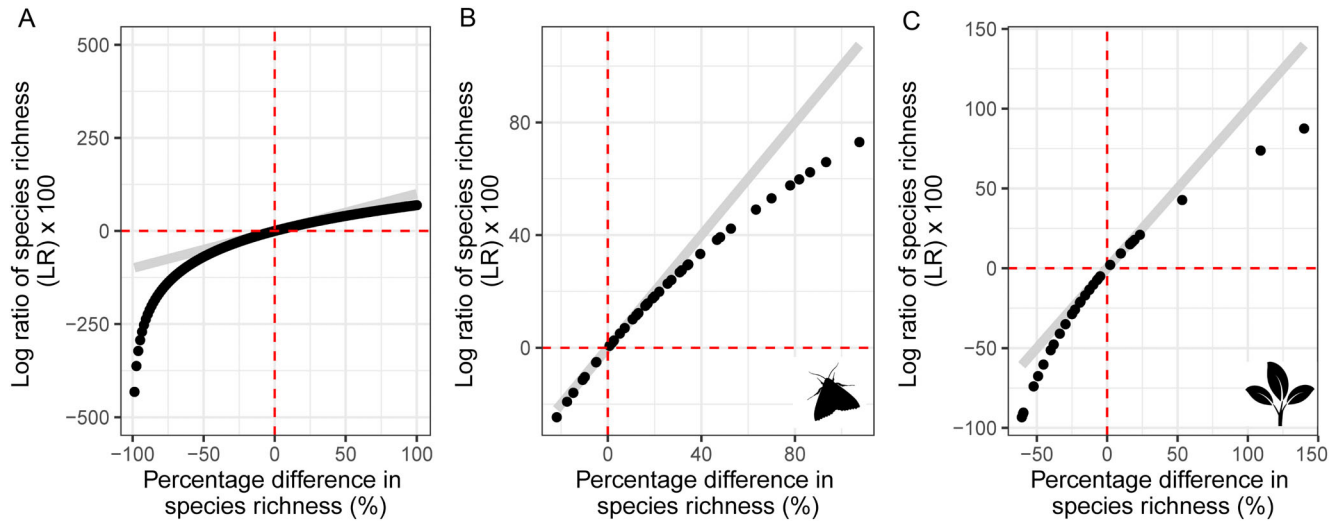 A
Log ratio of species richness
(LR) x 100
500
250
0
−250
−500
−100
−50
0
50
100
Percentage difference in
species richness (%)
B
Log ratio of species richness
(LR) x 100
80
40
0
0
40
80
Percentage difference in
species richness (%)
C
Log ratio of species richness
(LR) x 100
150
100
50
0
−50
−100
−50
0
50
100
150
Percentage difference in
species richness (%)